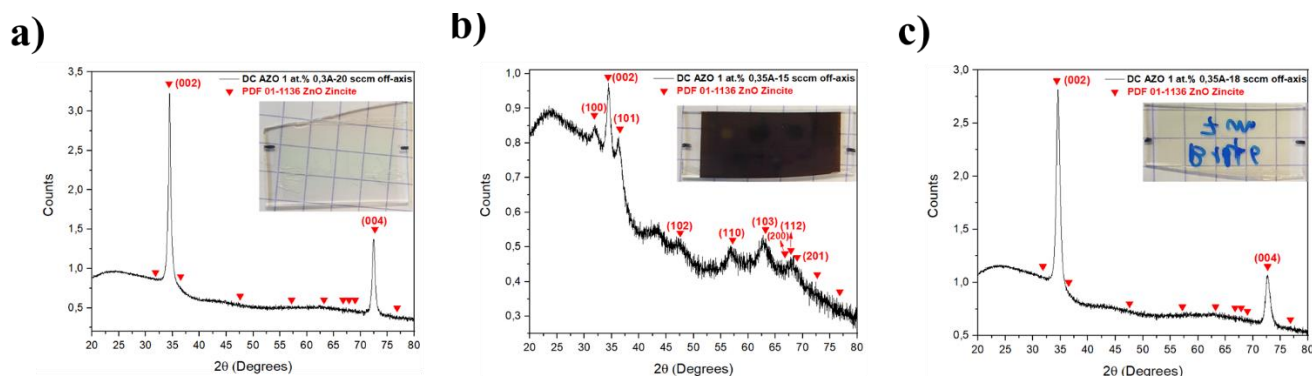 a)
DC AZO 1 at.% 0,3A-20 sccm off-axis
PDF 01-1136 ZnO Zincite
(002)
(004)
3,5
3,0
2,5
2,0
1,5
1,0
0,5
Counts
20 25 30 35 40 45 50 55 60 65 70 75 80
2θ (Degrees)
b)
DC AZO 1 at.% 0,35A-15 sccm off-axis
PDF 01-1136 ZnO Zincite
(002)
(100)
(101)
(102)
(110)
(103)
(112)
(200)
(201)
1,0
0,9
0,8
0,7
0,6
0,5
0,4
0,3
Counts
20 25 30 35 40 45 50 55 60 65 70 75 80
2θ (Degrees)
c)
DC AZO 1 at.% 0,35A-18 sccm off-axis
PDF 01-1136 ZnO Zincite
(002)
(004)
3,0
2,5
2,0
1,5
1,0
0,5
Counts
20 25 30 35 40 45 50 55 60 65 70 75 80
2θ (Degrees)